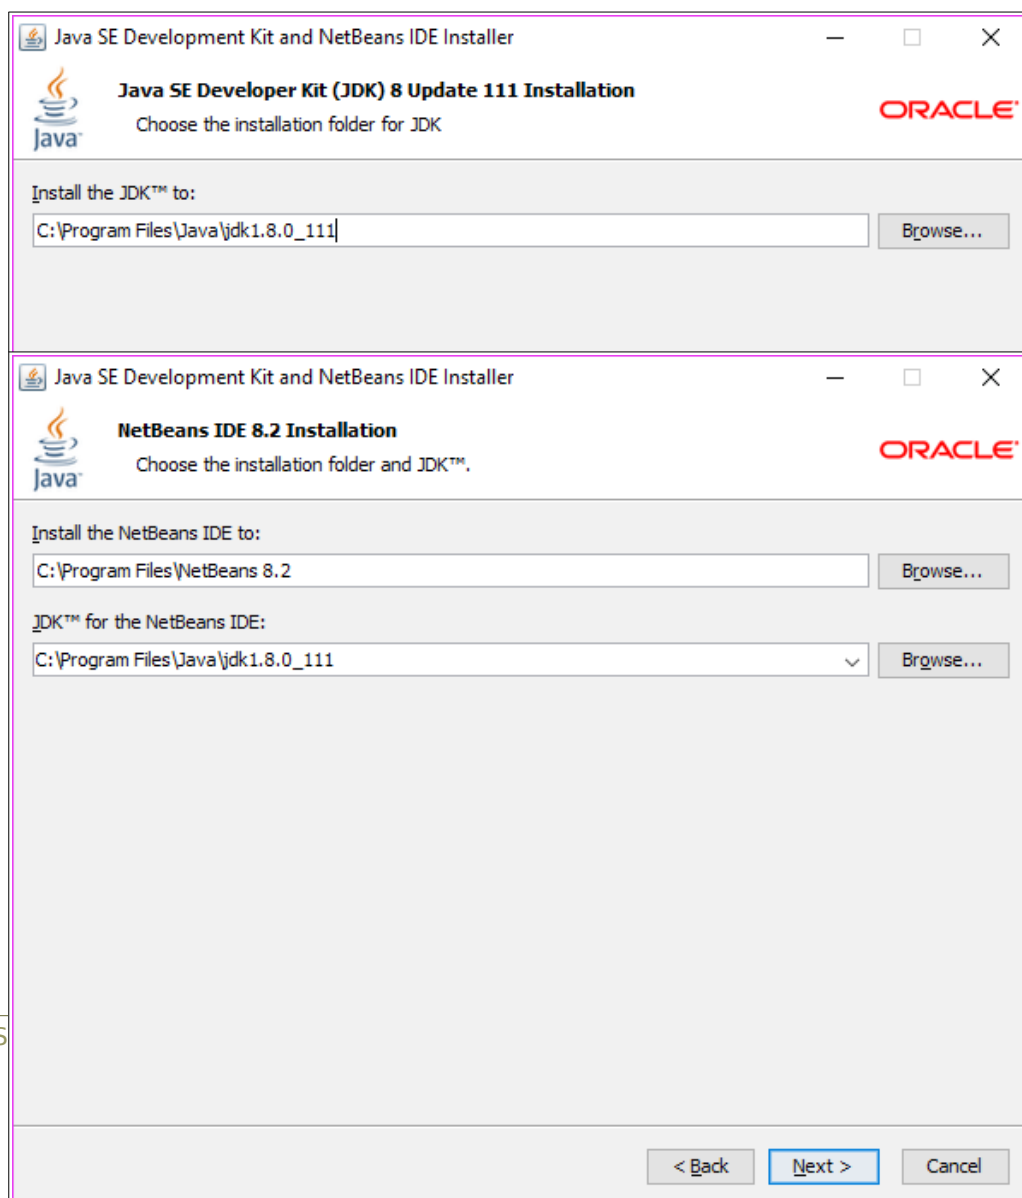 Java SE Development Kit and NetBeans IDE Installer
Java SE Developer Kit (JDK) 8 Update 111 Installation
Choose the installation folder for JDK
Java™
ORACLE®
Install the JDK™ to:
C:\Program Files\Java\jdk1.8.0_111
Browse...
Java SE Development Kit and NetBeans IDE Installer
NetBeans IDE 8.2 Installation
Choose the installation folder and JDK™.
Java™
ORACLE®
Install the NetBeans IDE to:
C:\Program Files\NetBeans 8.2
Browse...
JDK™ for the NetBeans IDE:
C:\Program Files\Java\jdk1.8.0_111
Browse...
S
< Back
Next >
Cancel